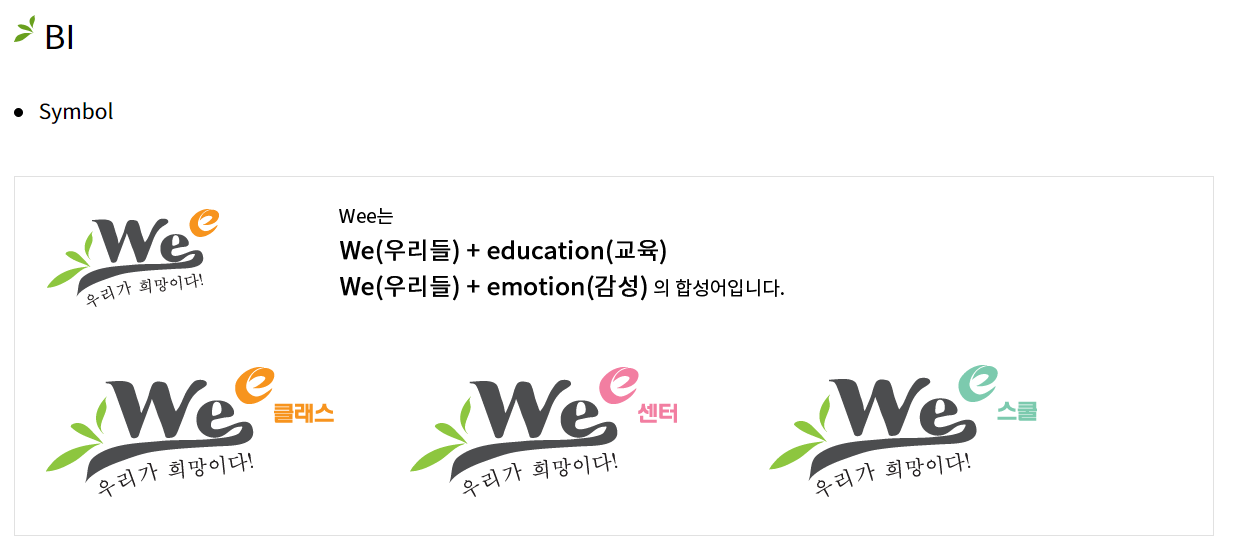 BI
Symbol
Wee
우리가 희망이다!
Wee는
We(우리들) + education(교육)
We(우리들) + emotion(감성) 의 합성어입니다.
Wee 클래스
우리가 희망이다!
Wee 센터
우리가 희망이다!
Wee 스쿨
우리가 희망이다!